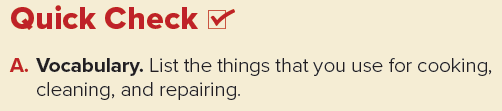 Quick Check
A. Vocabulary. List the things that you use for cooking,
cleaning, and repairing.